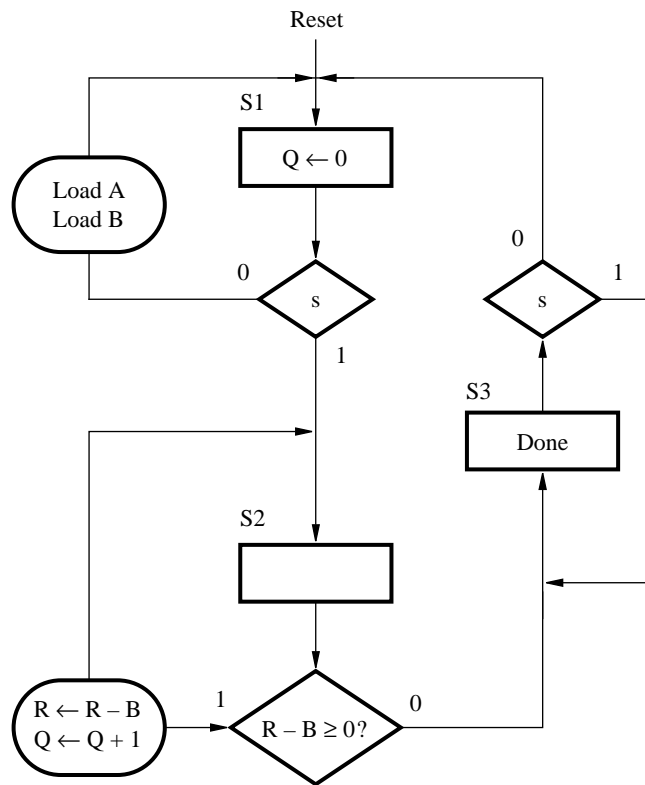 Reset
S1
Q ← 0
Load A
Load B
0
s
1
0
s
1
S3
Done
S2
R ← R – B
Q ← Q + 1
1
R – B ≥ 0?
0